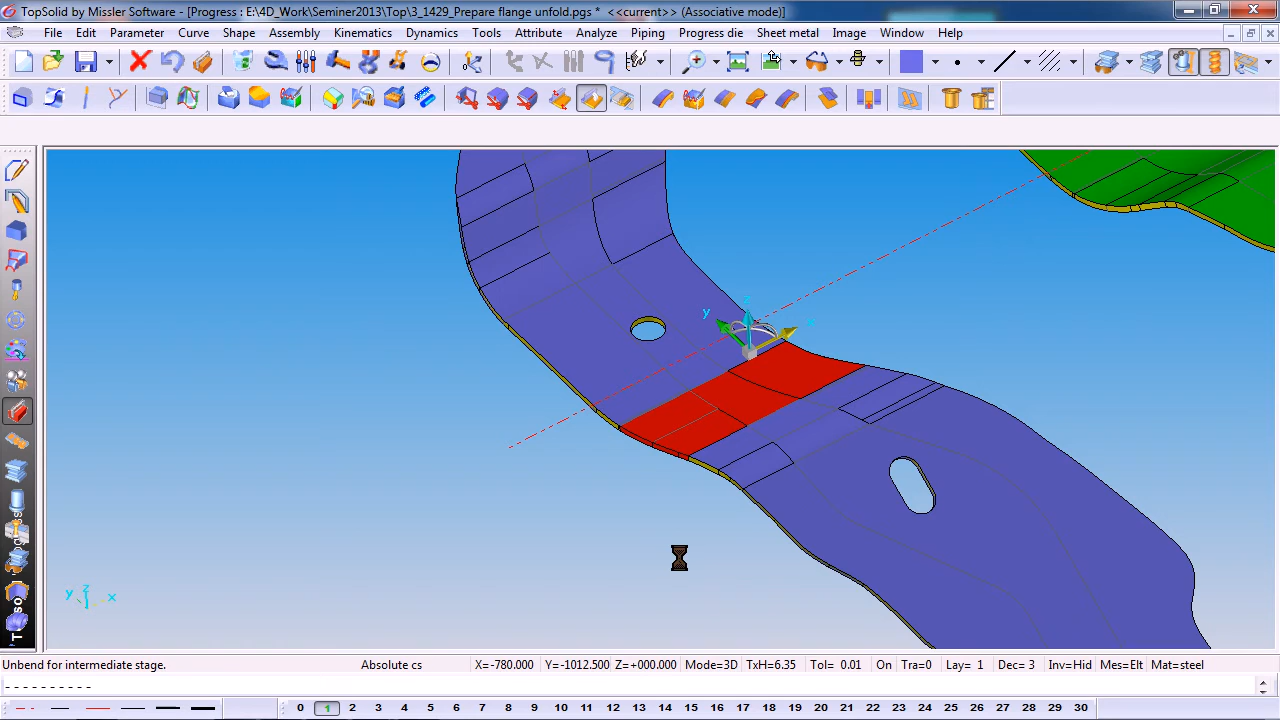 TopSolid by Missler Software - [Progress : E:\4D_Work\Seminer2013\Top\3_1429_Prepare flange unfold.pgs * <<current>> (Associative mode)]
File Edit Parameter Curve Shape Assembly Kinematics Dynamics Tools Attribute Analyze Piping Progress die Sheet metal Image Window Help
z
y
z
y x
Unbend for intermediate stage. Absolute cs X=-780.000 Y=-1012.500 Z=+000.000 Mode=3D TxH=6.35 Tol= 0.01 On Tra=0 Lay= 1 Dec= 3 Inv=Hid Mes=Elt Mat=steel
----------
0 1 2 3 4 5 6 7 8 9 10 11 12 13 14 15 16 17 18 19 20 21 22 23 24 25 26 27 28 29 30